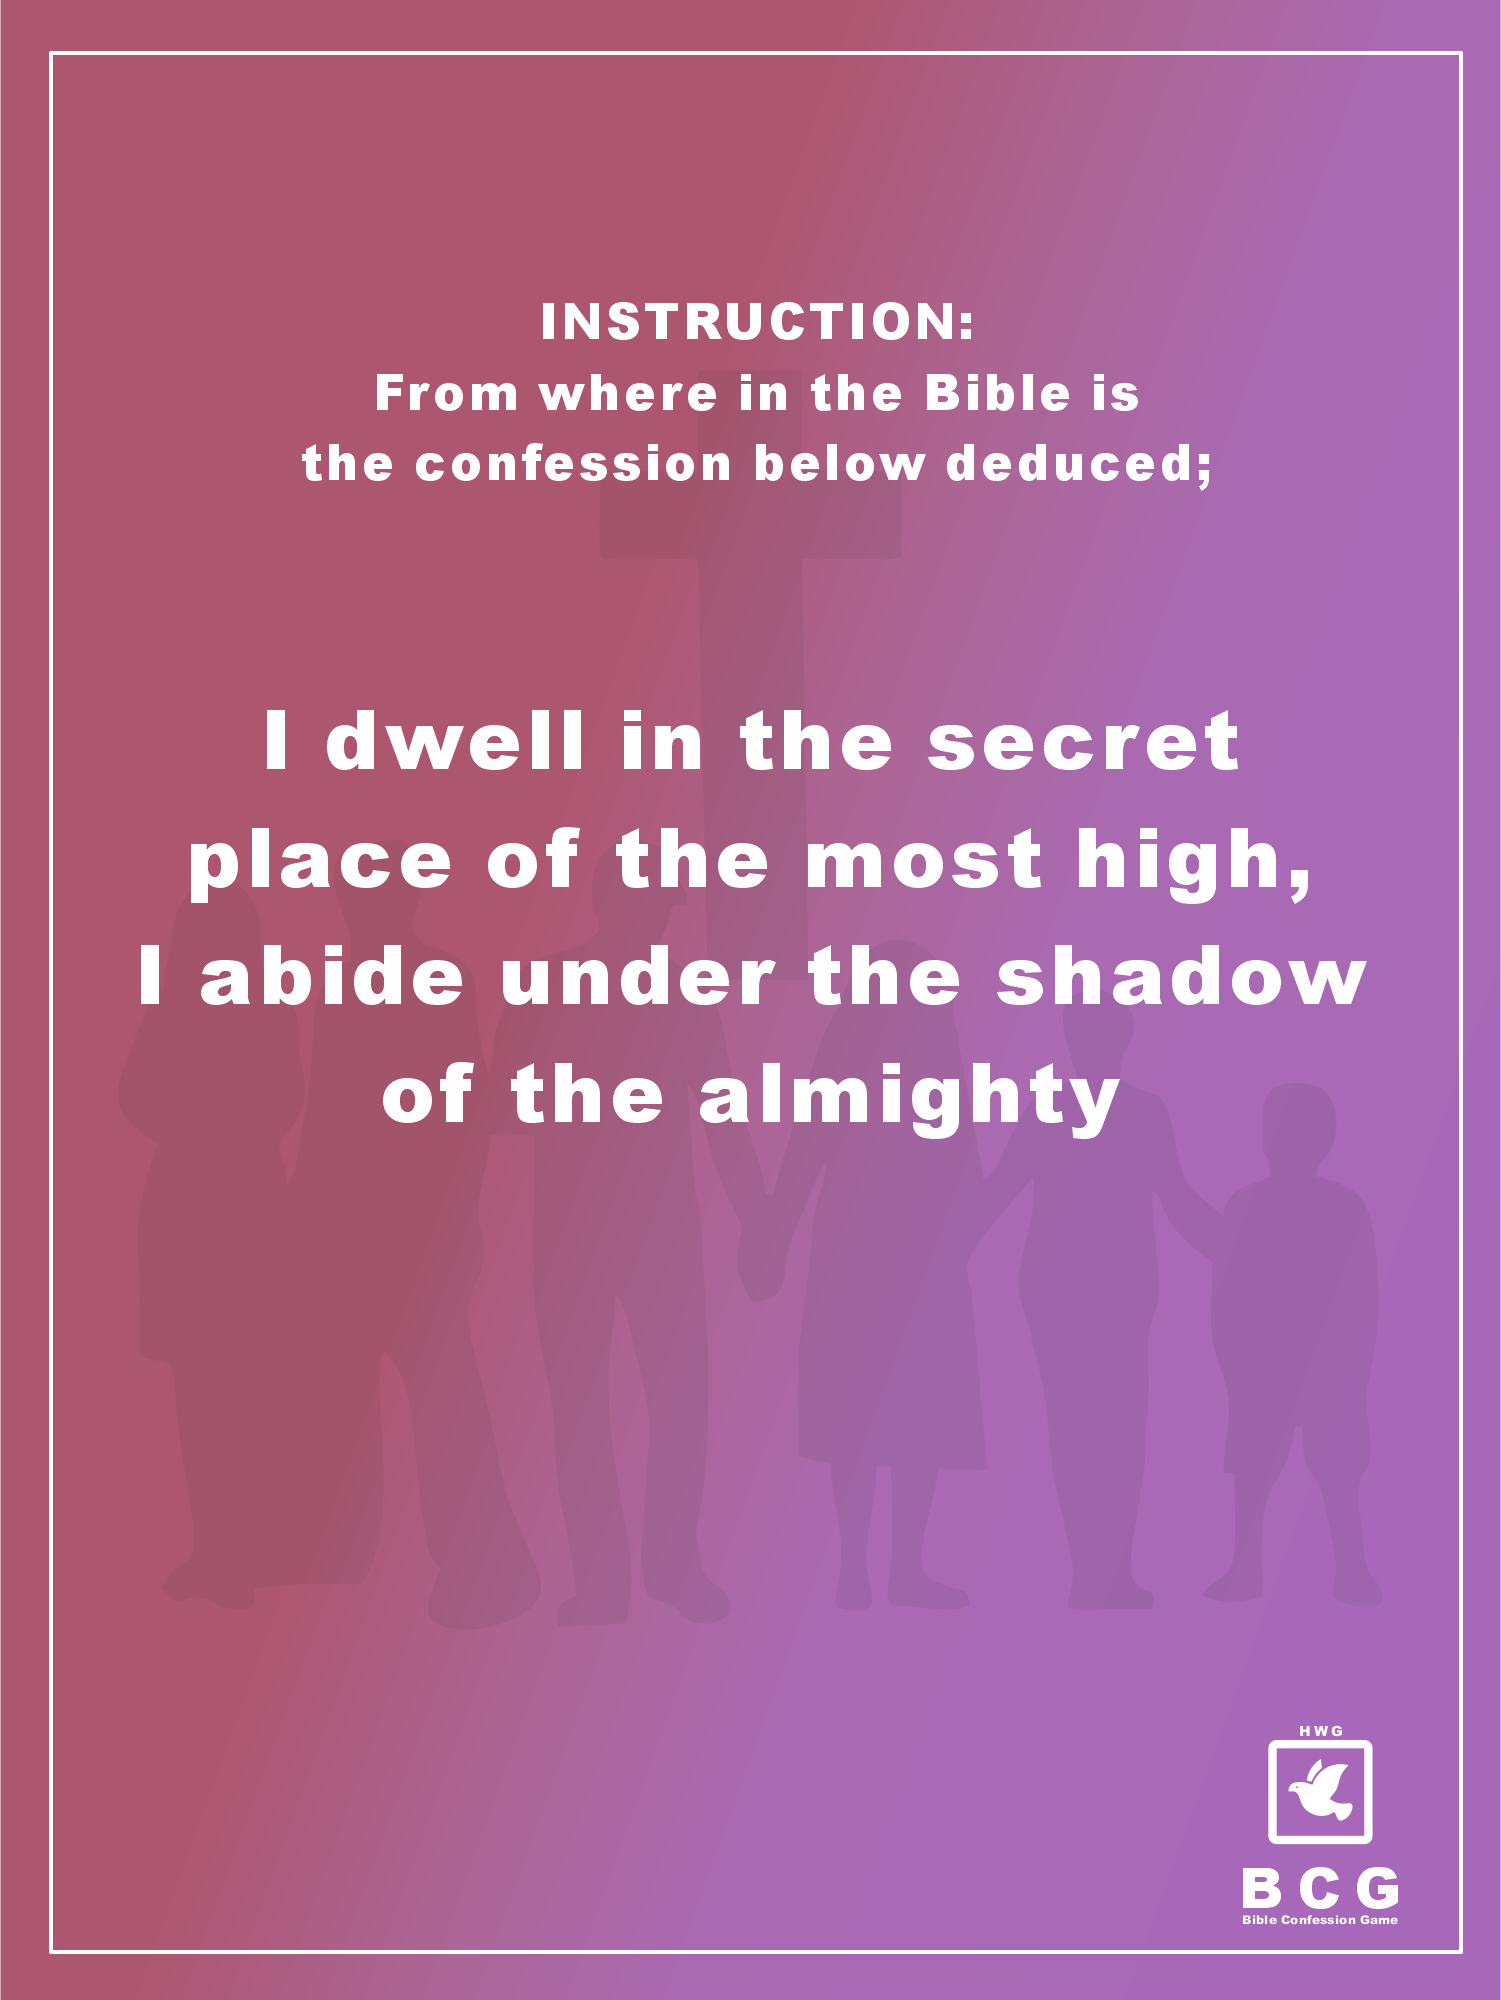 INSTRUCTION:
From where in the Bible is
the confession below deduced;
I dwell in the secret
place of the most high,
I abide under the shadow
of the almighty
HWG
BCG
Bible Confession Game